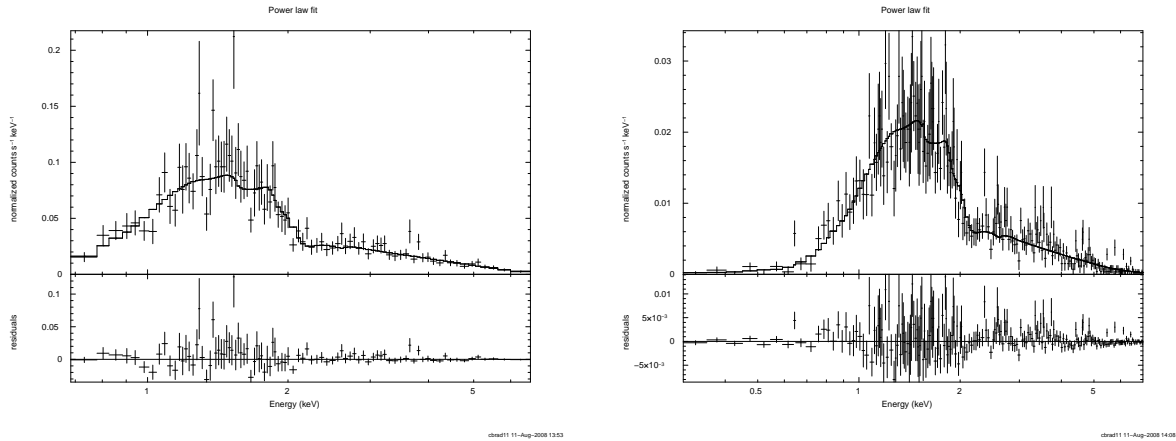 Power law fit
0.2
0.15
0.1
0.05
0
normalized counts s⁻¹ keV⁻¹
0.1
0.05
0
residuals
1
2
5
Energy (keV)
cbrad11 11-Aug-2008 13:53
Power law fit
0.03
0.02
0.01
0
normalized counts s⁻¹ keV⁻¹
0.01
5×10⁻³
0
−5×10⁻³
residuals
0.5
1
2
5
Energy (keV)
cbrad11 11-Aug-2008 14:08